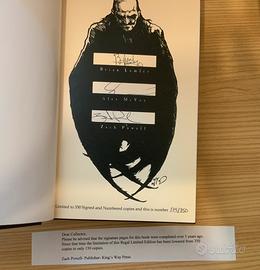 Brian Lumley
Alan McVey
Zach Powell
Limited to 350 Signed and Numbered copies and this is number /350
Dear Collector,
Please be advised that the signature pages for this book were completed over 3 years ago.
Since that time the limitation of this Regal Limited Edition has been lowered from 350
copies to only 150 copies.
Zach Powell- Publisher- King's Way Press
subito